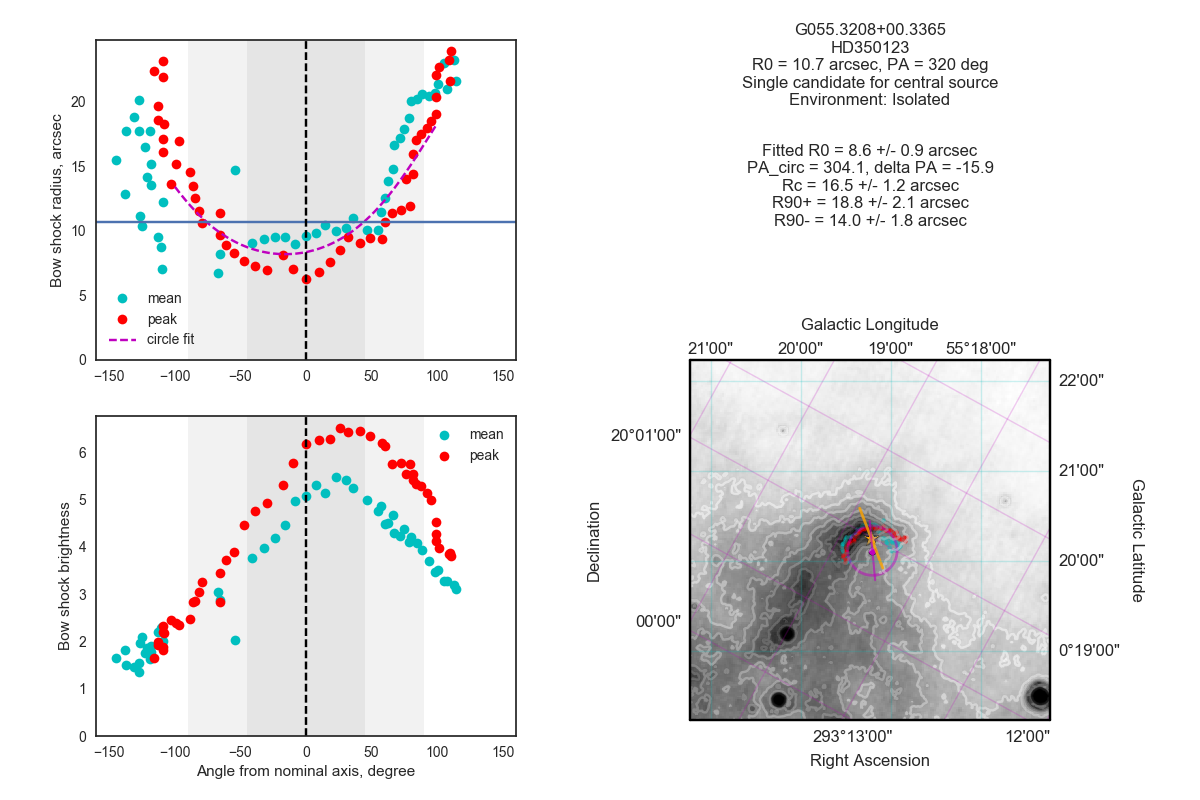 G055.3208+00.3365
HD350123
R0 = 10.7 arcsec, PA = 320 deg
Single candidate for central source
Environment: Isolated
Fitted R0 = 8.6 +/- 0.9 arcsec
PA_circ = 304.1, delta PA = -15.9
Rc = 16.5 +/- 1.2 arcsec
R90+ = 18.8 +/- 2.1 arcsec
R90- = 14.0 +/- 1.8 arcsec
Bow shock radius, arcsec
20
15
10
5
0
mean
peak
circle fit
−150 −100 −50 0 50 100 150
Bow shock brightness
6
5
4
3
2
1
0
mean
peak
−150 −100 −50 0 50 100 150
Angle from nominal axis, degree
Galactic Longitude
21'00" 20'00" 19'00" 55°18'00"
22'00"
21'00"
20'00"
0°19'00"
Galactic Latitude
20°01'00"
00'00"
Declination
293°13'00" 12'00"
Right Ascension